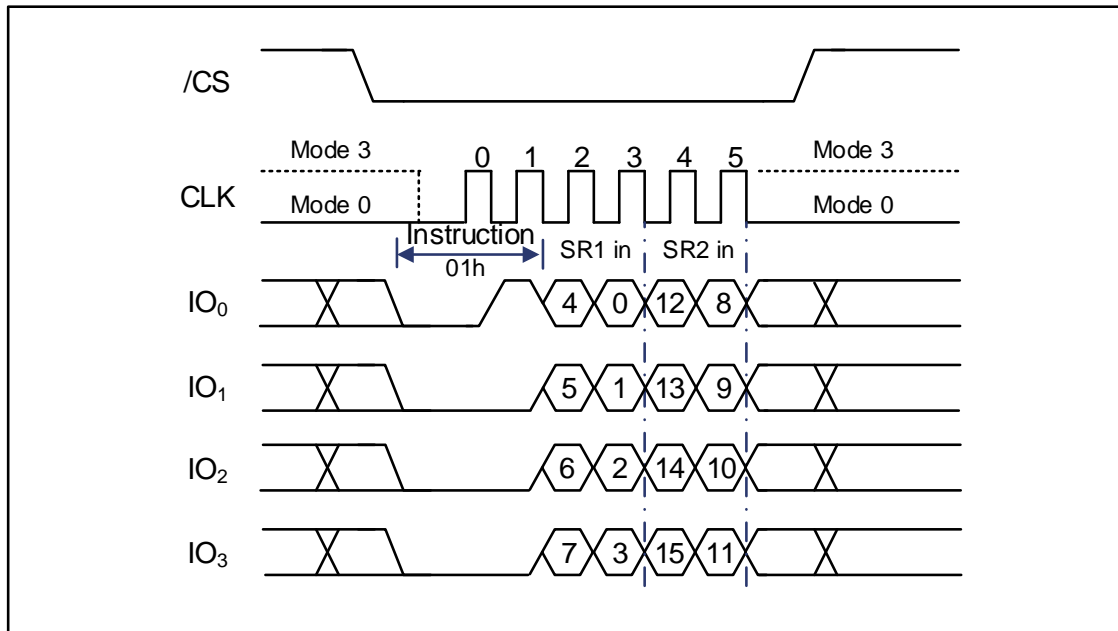 /CS
Mode 3 0 1 2 3 4 5 Mode 3
CLK
Mode 0 Mode 0
Instruction
01h SR1 in SR2 in
IO0 4 0 12 8
IO1 5 1 13 9
IO2 6 2 14 10
IO3 7 3 15 11